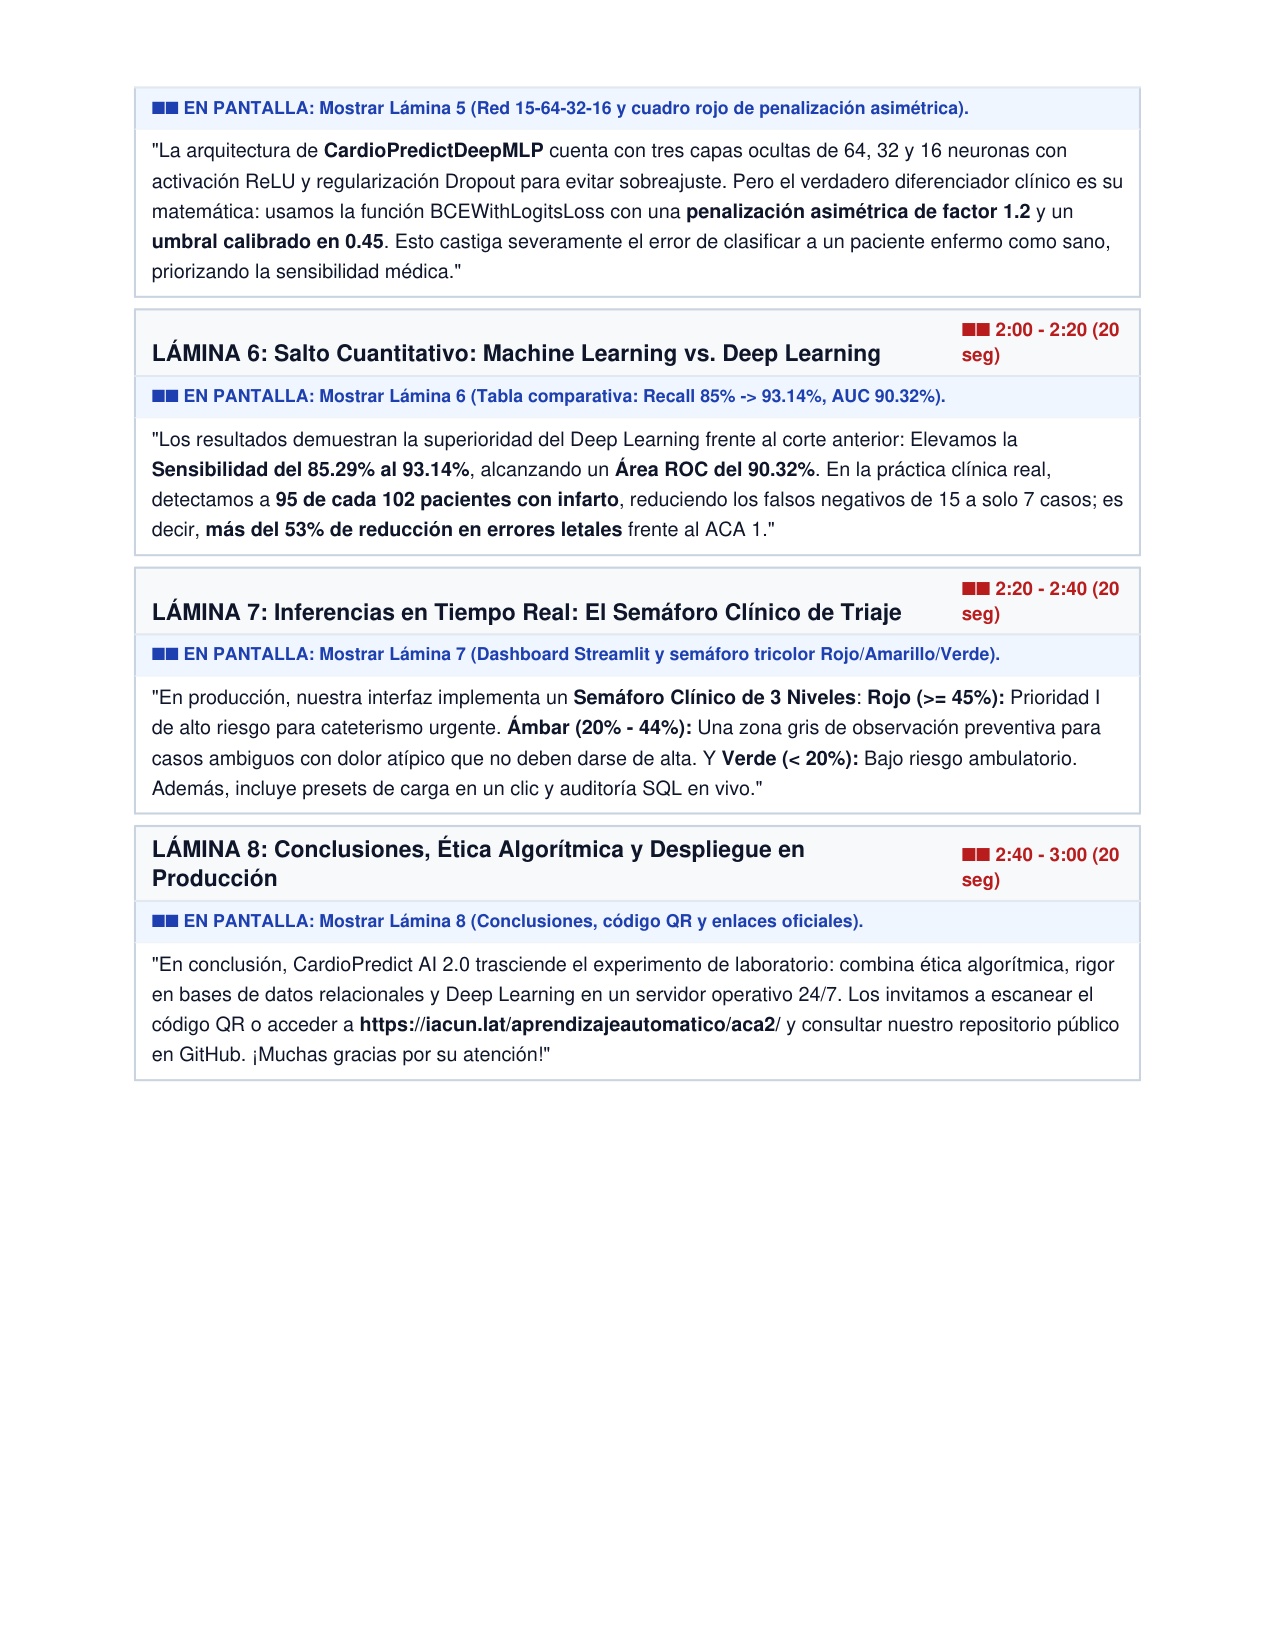 ■■ EN PANTALLA: Mostrar Lámina 5 (Red 15-64-32-16 y cuadro rojo de penalización asimétrica).
"La arquitectura de CardioPredictDeepMLP cuenta con tres capas ocultas de 64, 32 y 16 neuronas con
activación ReLU y regularización Dropout para evitar sobreajuste. Pero el verdadero diferenciador clínico es su
matemática: usamos la función BCEWithLogitsLoss con una penalización asimétrica de factor 1.2 y un
umbral calibrado en 0.45. Esto castiga severamente el error de clasificar a un paciente enfermo como sano,
priorizando la sensibilidad médica."
LÁMINA 6: Salto Cuantitativo: Machine Learning vs. Deep Learning
■■ 2:00 - 2:20 (20
seg)
■■ EN PANTALLA: Mostrar Lámina 6 (Tabla comparativa: Recall 85% -> 93.14%, AUC 90.32%).
"Los resultados demuestran la superioridad del Deep Learning frente al corte anterior: Elevamos la
Sensibilidad del 85.29% al 93.14%, alcanzando un Área ROC del 90.32%. En la práctica clínica real,
detectamos a 95 de cada 102 pacientes con infarto, reduciendo los falsos negativos de 15 a solo 7 casos; es
decir, más del 53% de reducción en errores letales frente al ACA 1."
LÁMINA 7: Inferencias en Tiempo Real: El Semáforo Clínico de Triaje
■■ 2:20 - 2:40 (20
seg)
■■ EN PANTALLA: Mostrar Lámina 7 (Dashboard Streamlit y semáforo tricolor Rojo/Amarillo/Verde).
"En producción, nuestra interfaz implementa un Semáforo Clínico de 3 Niveles: Rojo (>= 45%): Prioridad I
de alto riesgo para cateterismo urgente. Ámbar (20% - 44%): Una zona gris de observación preventiva para
casos ambiguos con dolor atípico que no deben darse de alta. Y Verde (< 20%): Bajo riesgo ambulatorio.
Además, incluye presets de carga en un clic y auditoría SQL en vivo."
LÁMINA 8: Conclusiones, Ética Algorítmica y Despliegue en
Producción
■■ 2:40 - 3:00 (20
seg)
■■ EN PANTALLA: Mostrar Lámina 8 (Conclusiones, código QR y enlaces oficiales).
"En conclusión, CardioPredict AI 2.0 trasciende el experimento de laboratorio: combina ética algorítmica, rigor
en bases de datos relacionales y Deep Learning en un servidor operativo 24/7. Los invitamos a escanear el
código QR o acceder a https://iacun.lat/aprendizajeautomatico/aca2/ y consultar nuestro repositorio público
en GitHub. ¡Muchas gracias por su atención!"